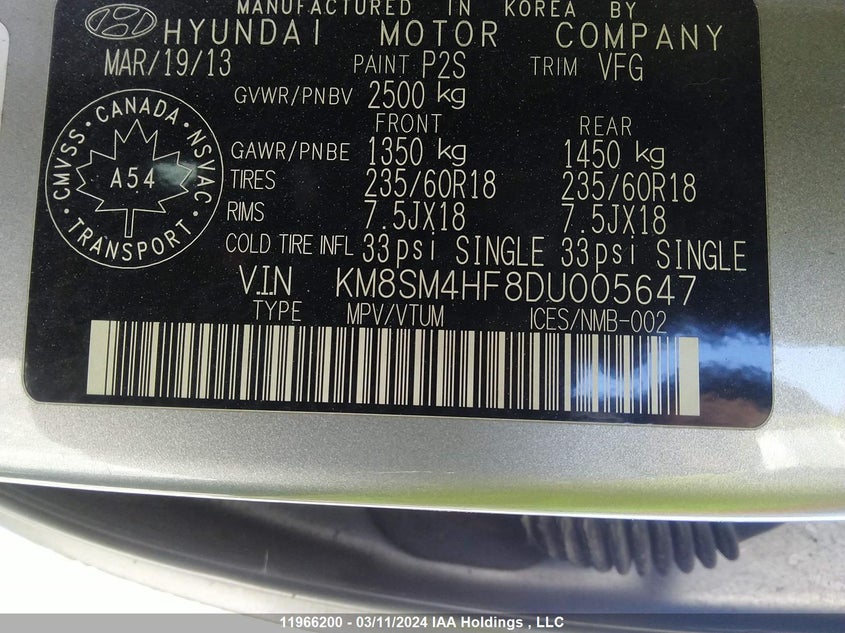 MANUFACTURED IN KOREA BY
HYUNDAI MOTOR COMPANY
MAR/19/13 PAINT P2S TRIM VFG
GVWR/PNBV 2500 kg
FRONT REAR
GAWR/PNBE 1350 kg 1450 kg
TIRES 235/60R18 235/60R18
RIMS 7.5JX18 7.5JX18
COLD TIRE INFL 33psi SINGLE 33psi SINGLE
CANADA
CMVSS NSVAC
A54
TRANSPORT
V.I.N KM8SM4HF8DU005647
TYPE MPV/VTUM ICES/NMB-002
11966200 - 03/11/2024 IAA Holdings , LLC